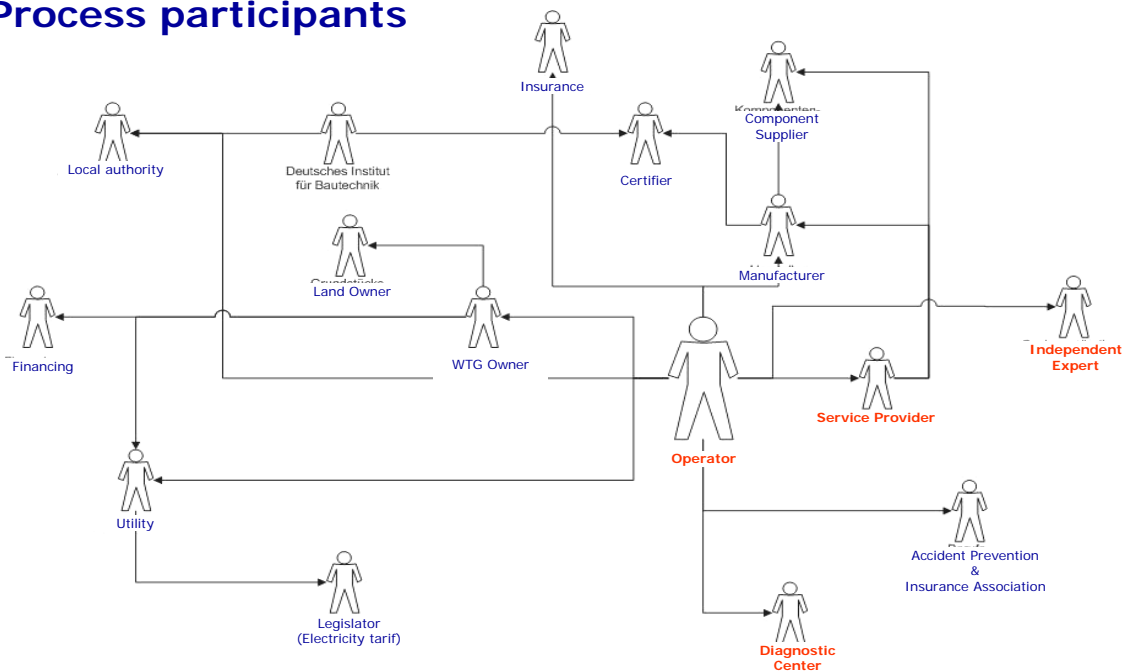 Process participants
Insurance
Component
Supplier
Local authority
Deutsches Institut
für Bautechnik
Certifier
Manufacturer
Land Owner
Financing
WTG Owner
Independent
Expert
Service Provider
Operator
Utility
Accident Prevention
&
Insurance Association
Legislator
(Electricity tarif)
Diagnostic
Center